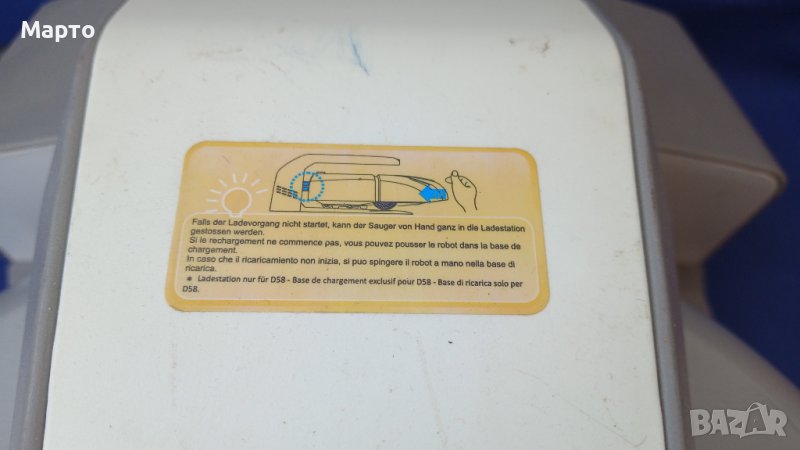 Марто
Falls der Ladevorgang nicht startet, kann der Sauger von Hand ganz in die Ladestation
gestossen werden.
Si le rechargement ne commence pas, vous pouvez pousser le robot dans la base de
chargement.
In caso che il ricaricamento non inizia, si puo spingere il robot a mano nella base di
ricarica.
* Ladestation nur für D58 - Base de chargement exclusif pour D58 - Base di ricarica solo per
D58.
BAZAR